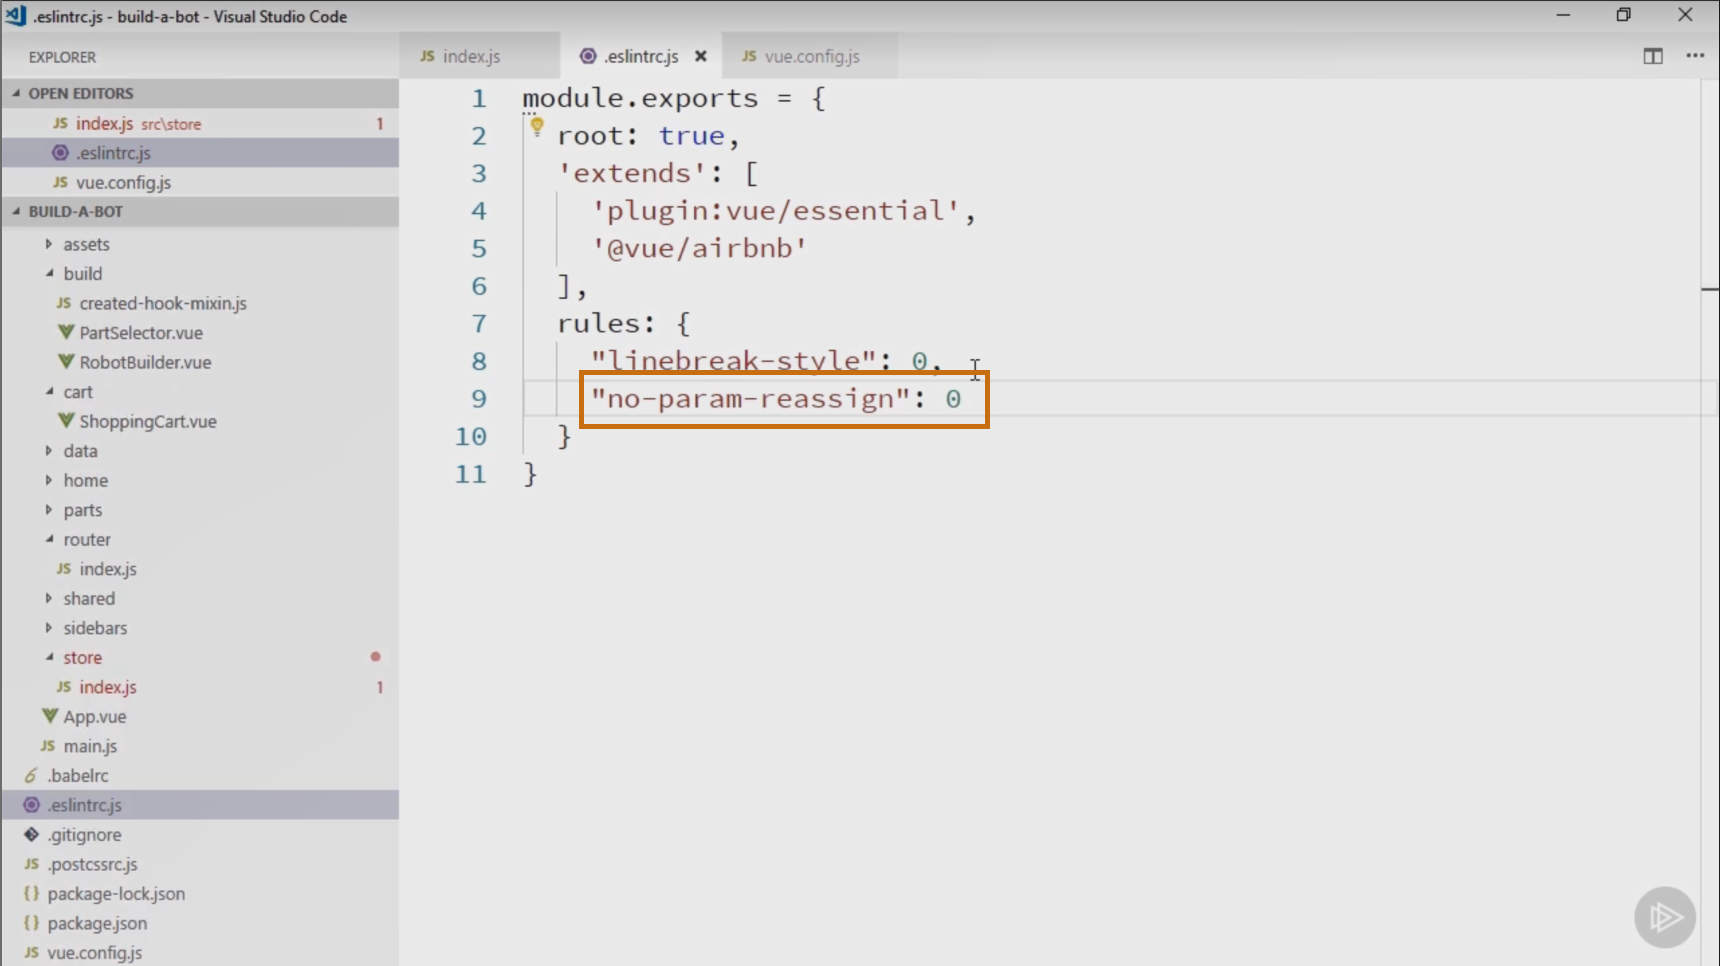 .eslintrc.js - build-a-bot - Visual Studio Code
EXPLORER
OPEN EDITORS
JS index.js src\store 1
.eslintrc.js
JS vue.config.js
BUILD-A-BOT
assets
build
JS created-hook-mixin.js
PartSelector.vue
RobotBuilder.vue
cart
ShoppingCart.vue
data
home
parts
router
JS index.js
shared
sidebars
store
JS index.js 1
App.vue
JS main.js
6 .babelrc
.eslintrc.js
.gitignore
JS .postcssrc.js
{} package-lock.json
{} package.json
JS vue.config.js
JS index.js
.eslintrc.js
JS vue.config.js
1 module.exports = {
2 root: true,
3 'extends': [
4 'plugin:vue/essential',
5 '@vue/airbnb'
6 ],
7 rules: {
8 "linebreak-style": 0,
9 "no-param-reassign": 0
10 }
11 }